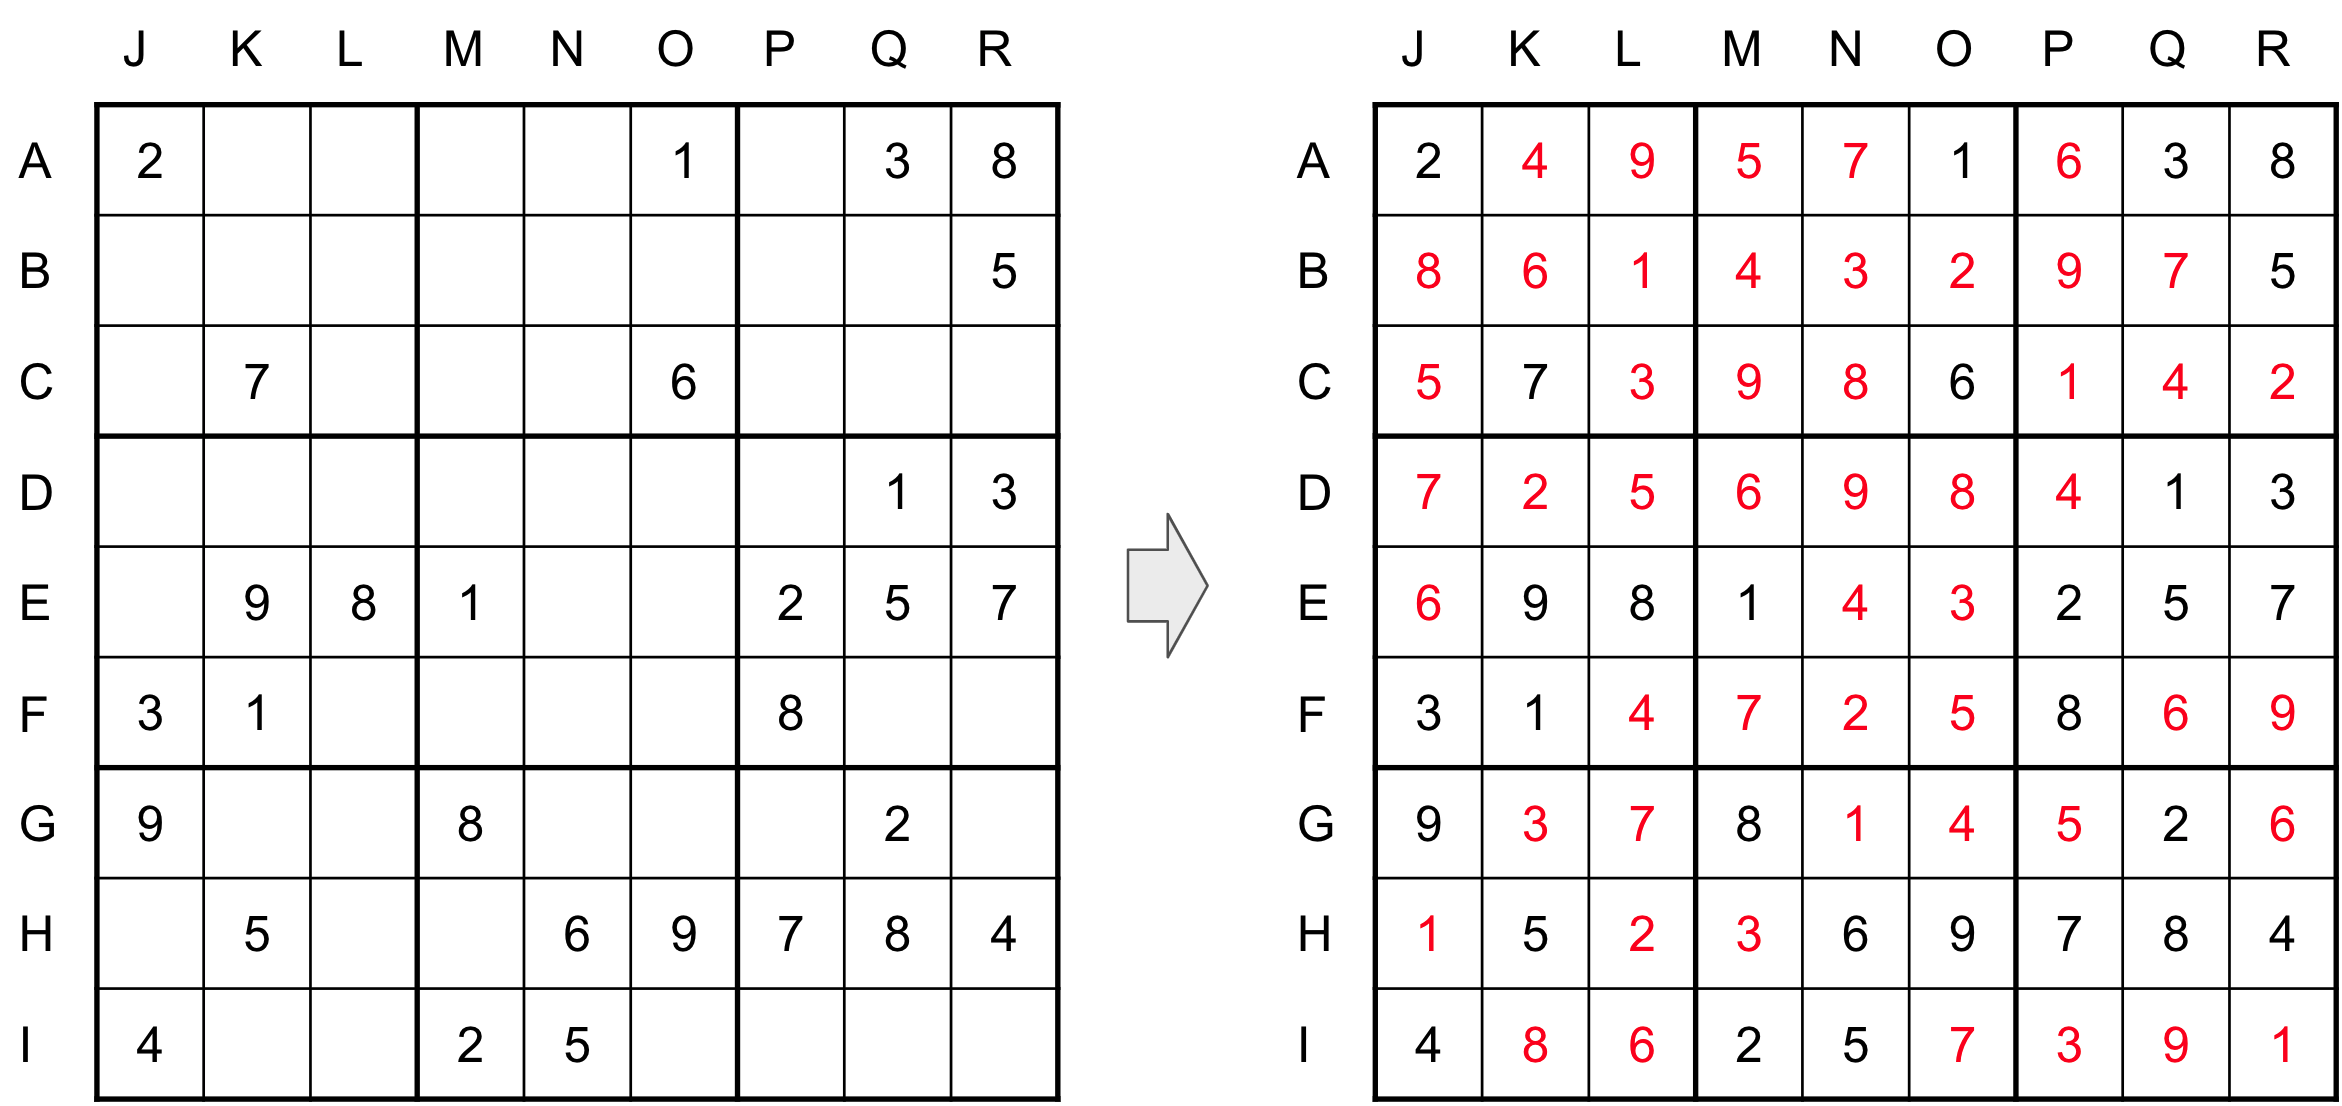 J K L M N O P Q R
A 2 1 3 8
B 5
C 7 6
D 1 3
E 9 8 1 2 5 7
F 3 1 8
G 9 8 2
H 5 6 9 7 8 4
I 4 2 5
J K L M N O P Q R
A 2 4 9 5 7 1 6 3 8
B 8 6 1 4 3 2 9 7 5
C 5 7 3 9 8 6 1 4 2
D 7 2 5 6 9 8 4 1 3
E 6 9 8 1 4 3 2 5 7
F 3 1 4 7 2 5 8 6 9
G 9 3 7 8 1 4 5 2 6
H 1 5 2 3 6 9 7 8 4
I 4 8 6 2 5 7 3 9 1